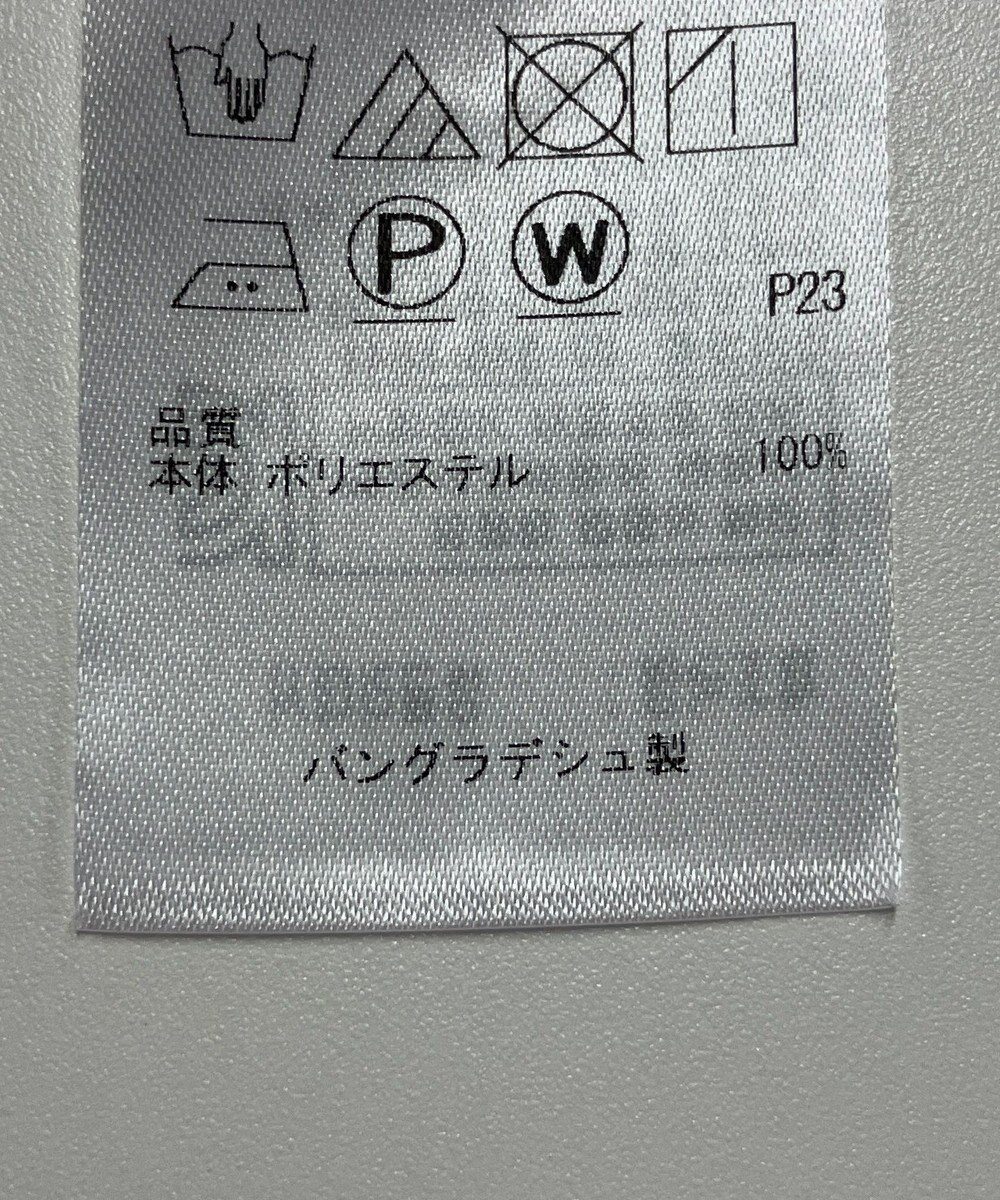 P W P23
品質
本体 ポリエステル 100%
バングラデシュ製